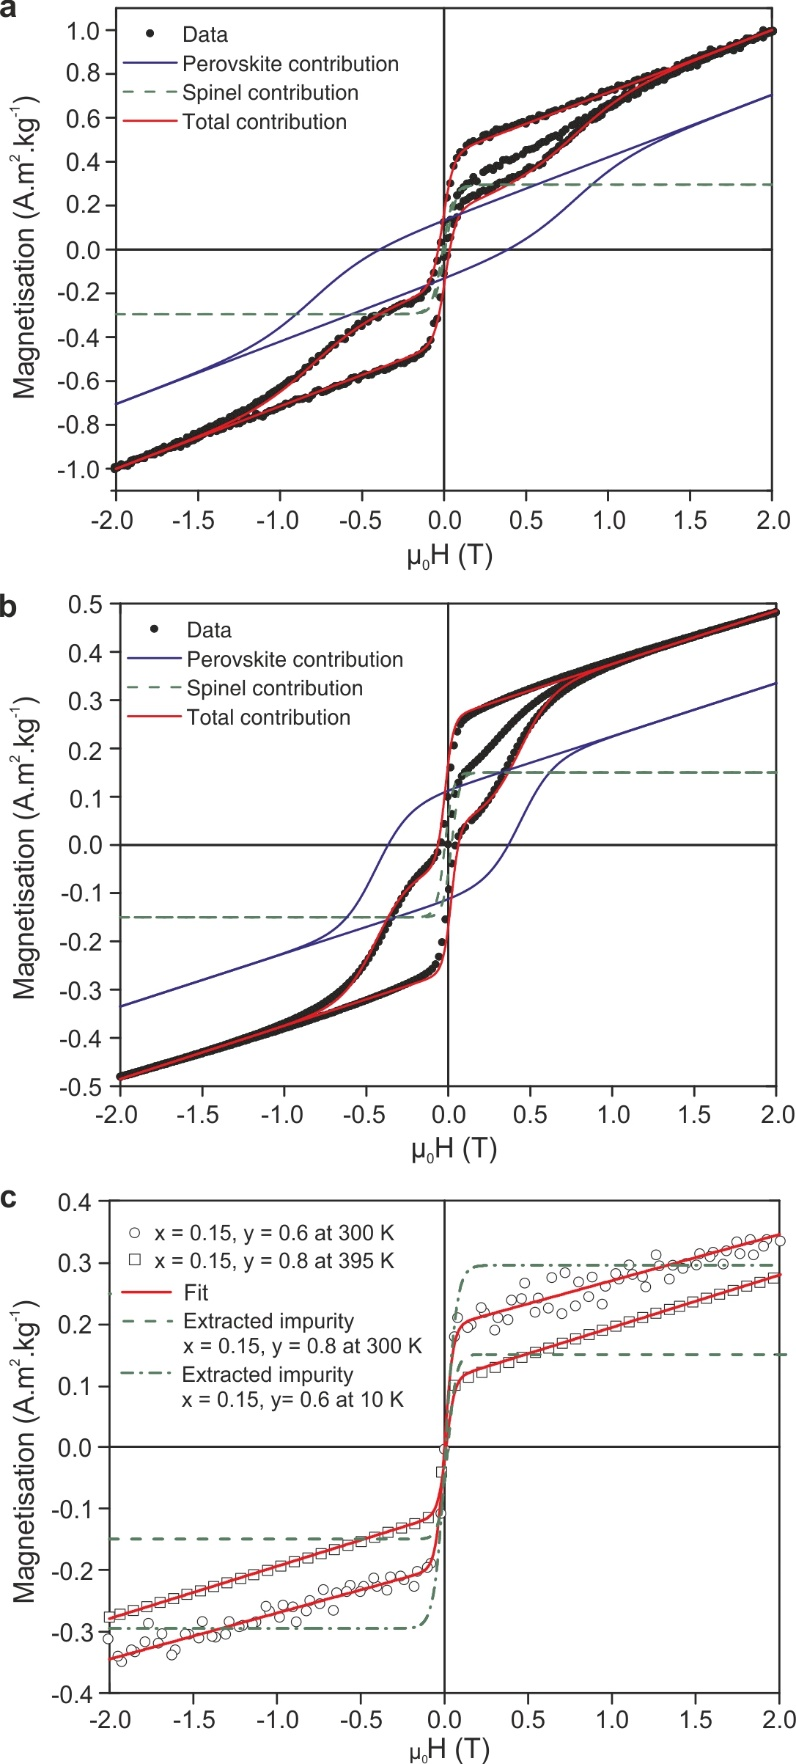 a
Data
Perovskite contribution
Spinel contribution
Total contribution
1.0
0.8
0.6
0.4
0.2
0.0
-0.2
-0.4
-0.6
-0.8
-1.0
Magnetisation (A.m².kg⁻¹)
-2.0 -1.5 -1.0 -0.5 0.0 0.5 1.0 1.5 2.0
µ₀H (T)
b
Data
Perovskite contribution
Spinel contribution
Total contribution
0.5
0.4
0.3
0.2
0.1
0.0
-0.1
-0.2
-0.3
-0.4
-0.5
Magnetisation (A.m².kg⁻¹)
-2.0 -1.5 -1.0 -0.5 0.0 0.5 1.0 1.5 2.0
µ₀H (T)
c
x = 0.15, y = 0.6 at 300 K
x = 0.15, y = 0.8 at 395 K
Fit
Extracted impurity
x = 0.15, y = 0.8 at 300 K
Extracted impurity
x = 0.15, y= 0.6 at 10 K
0.4
0.3
0.2
0.1
0.0
-0.1
-0.2
-0.3
-0.4
Magnetisation (A.m².kg⁻¹)
-2.0 -1.5 -1.0 -0.5 0.0 0.5 1.0 1.5 2.0
µ₀H (T)